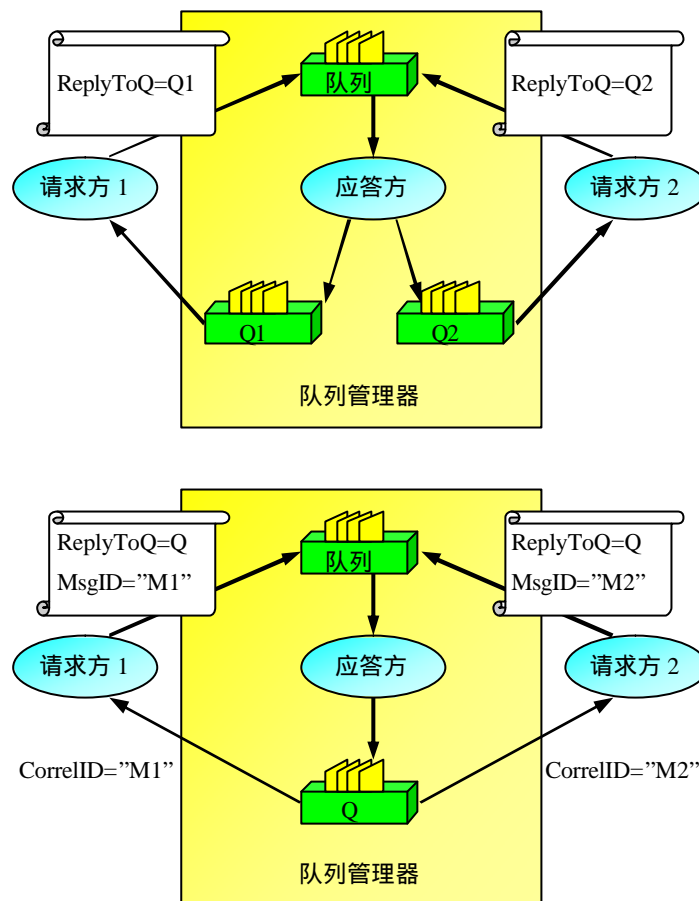 队列
ReplyToQ=Q1
ReplyToQ=Q2
请求方 1
应答方
请求方 2
Q1
Q2
队列管理器
ReplyToQ=Q
MsgID=”M1”
队列
ReplyToQ=Q
MsgID=”M2”
请求方 1
应答方
请求方 2
CorrelID=”M1”
CorrelID=”M2”
Q
队列管理器